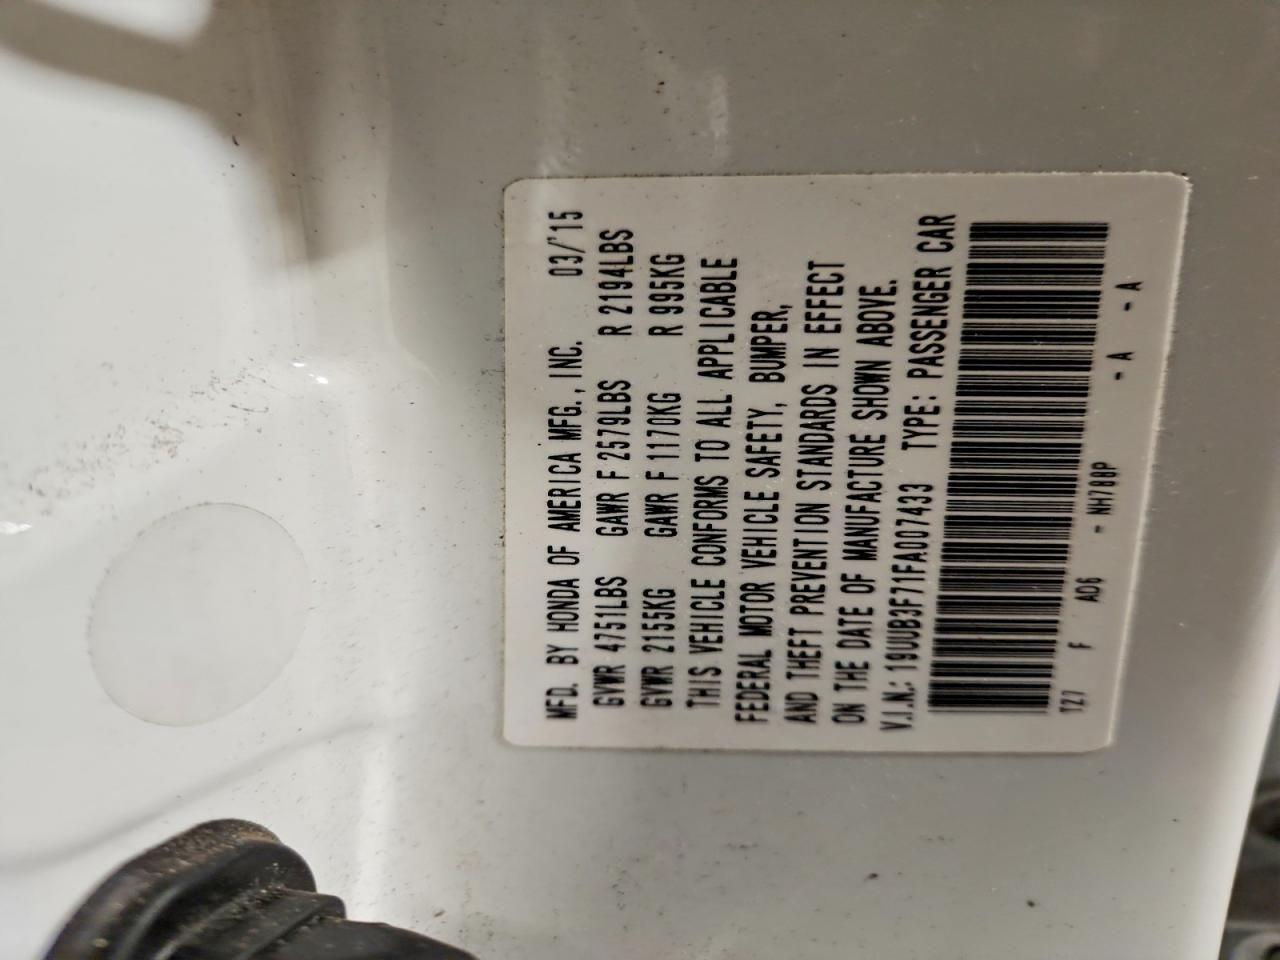 MFD. BY HONDA OF AMERICA MFG., INC. 03/'15
GVWR 4751LBS GAWR F 2579LBS R 2194LBS
GVWR 2155KG GAWR F 1170KG R 995KG
THIS VEHICLE CONFORMS TO ALL APPLICABLE
FEDERAL MOTOR VEHICLE SAFETY, BUMPER,
AND THEFT PREVENTION STANDARDS IN EFFECT
ON THE DATE OF MANUFACTURE SHOWN ABOVE.
V.I.N.: 19UUB3F71FA007433 TYPE: PASSENGER CAR
TZ7 F AD6 - NH788P - A - A